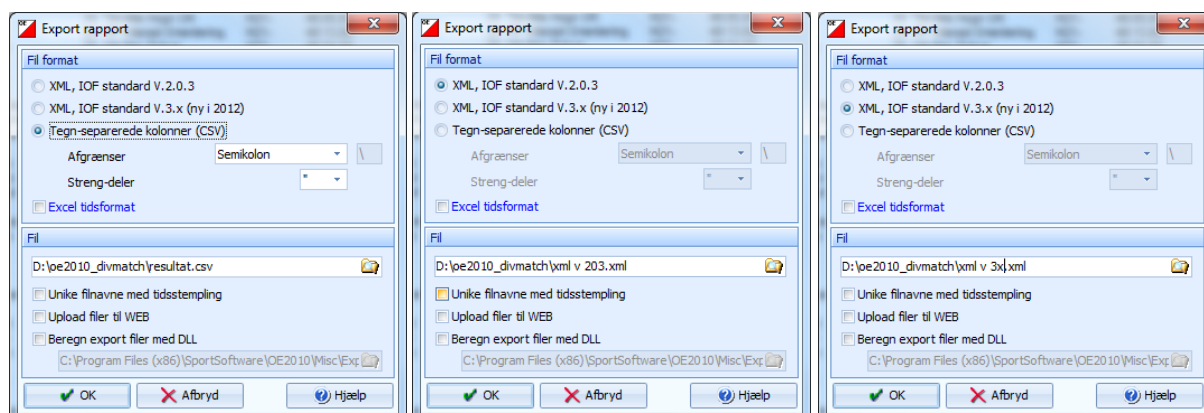 Export rapport
Fil format
XML, IOF standard V.2.0.3
XML, IOF standard V.3.x (ny i 2012)
Tegn-separerede kolonner (CSV)
Afgrænser Semikolon \
Streng-deler "
Excel tidsformat
Fil
D:\oe2010_divmatch\resultat.csv
Unike filnavne med tidsstempling
Upload filer til WEB
Beregn export filer med DLL
C:\Program Files (x86)\SportSoftware\OE2010\Misc\Exp
OK Afbryd Hjælp
Export rapport
Fil format
XML, IOF standard V.2.0.3
XML, IOF standard V.3.x (ny i 2012)
Tegn-separerede kolonner (CSV)
Afgrænser Semikolon \
Streng-deler "
Excel tidsformat
Fil
D:\oe2010_divmatch\xml v 203.xml
Unike filnavne med tidsstempling
Upload filer til WEB
Beregn export filer med DLL
C:\Program Files (x86)\SportSoftware\OE2010\Misc\Exp
OK Afbryd Hjælp
Export rapport
Fil format
XML, IOF standard V.2.0.3
XML, IOF standard V.3.x (ny i 2012)
Tegn-separerede kolonner (CSV)
Afgrænser Semikolon \
Streng-deler "
Excel tidsformat
Fil
D:\oe2010_divmatch\xml v 3x.xml
Unike filnavne med tidsstempling
Upload filer til WEB
Beregn export filer med DLL
C:\Program Files (x86)\SportSoftware\OE2010\Misc\Exp
OK Afbryd Hjælp